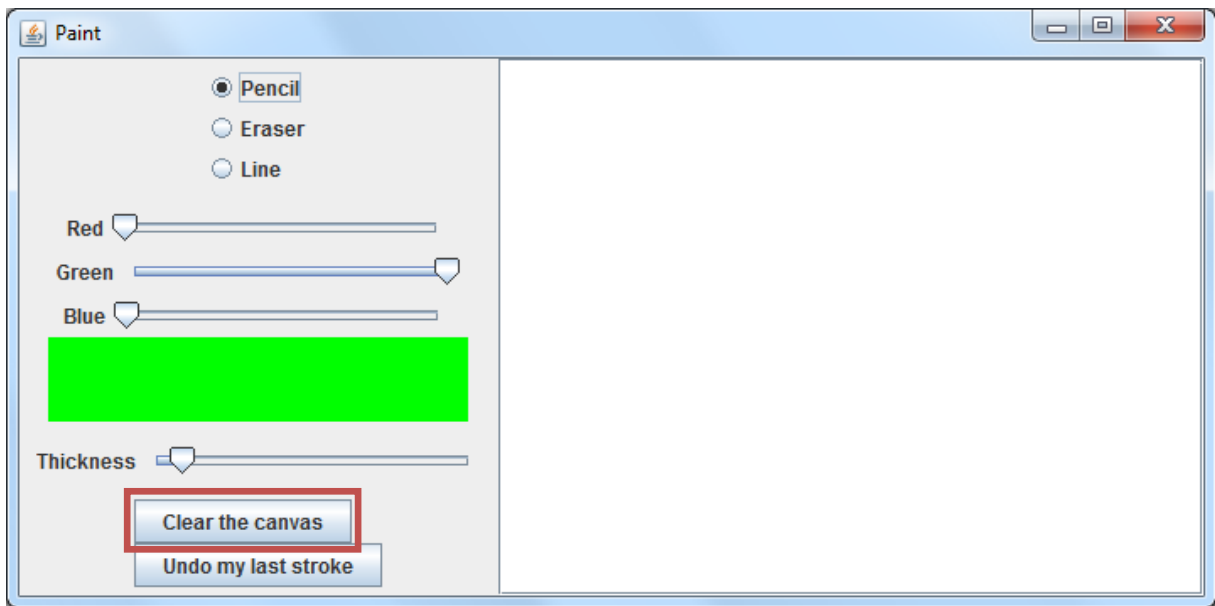 Paint
Pencil
Eraser
Line
Red
Green
Blue
Thickness
Clear the canvas
Undo my last stroke